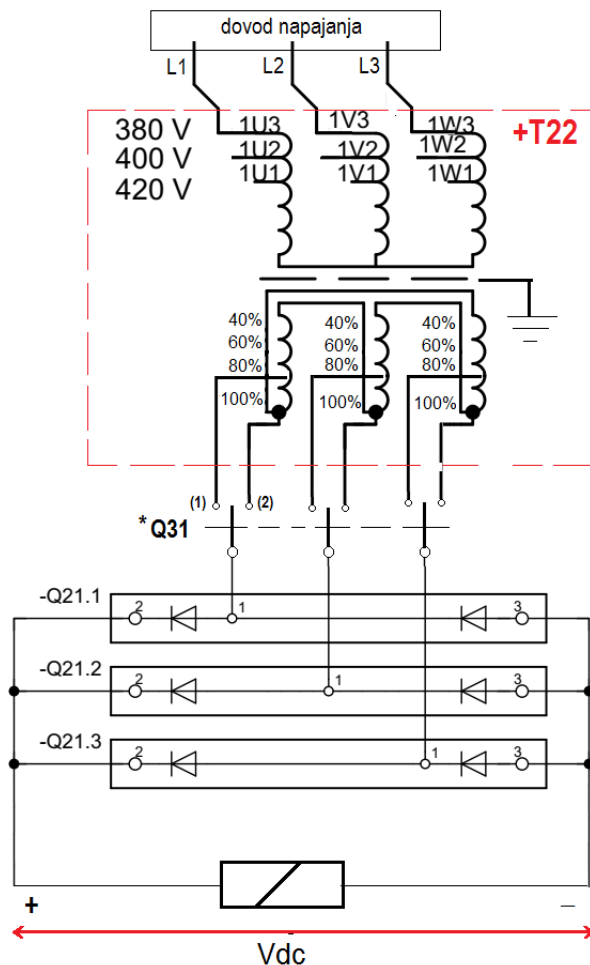 dovod napajanja
L1 L2 L3
380 V 1U3 1V3 1W3 +T22
400 V 1U2 1V2 1W2
420 V 1U1 1V1 1W1
40% 40% 40%
60% 60% 60%
80% 80% 80%
100% 100% 100%
(1) (2)
*Q31
-Q21.1 2 1 3
-Q21.2 2 1 3
-Q21.3 2 1 3
+ –
Vdc